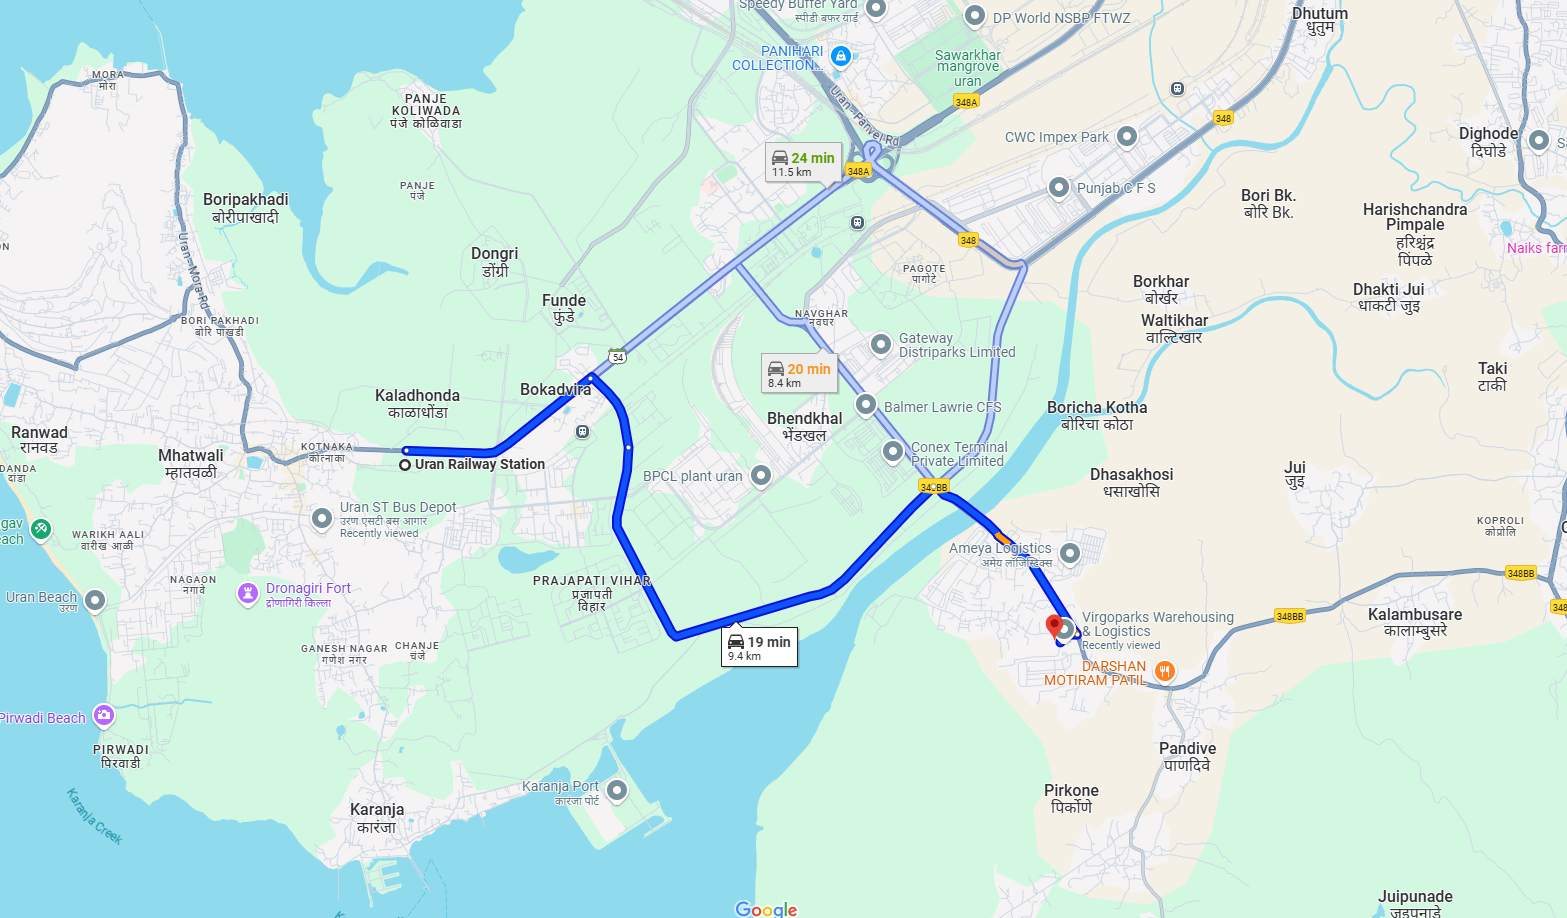 Speedy Buffer Yard
स्पीडी बफर यार्ड
DP World NSBP FTWZ
Dhutum
धुतुम
PANIHARI
COLLECTION...
Sawarkhar
mangrove
uran
MORA
मोरा
PANJE
KOLIWADA
पंजे कोळिवाडा
Uran - Panvel Rd
348A
348
CWC Impex Park
Dighode
दिघोडे
24 min
11.5 km
348A
PANJE
पंजे
Punjab C F S
Boripakhadi
बोरीपाखादी
Bori Bk.
बोरि Bk.
Harishchandra
Pimpale
हरिश्चंद्र
पिंपळे
Naiks farm
Uran - Mora Rd
348
Dongri
डोंग्री
PAGOTE
पागोटे
Borkhar
बोर्खर
Dhakti Jui
धाकटी जुइ
Funde
फुंडे
BORI PAKHADI
बोरि पाखडी
NAVGHAR
नवघर
Waltikhar
वाल्टिखार
Gateway
Distriparks Limited
54
20 min
8.4 km
Taki
टाकी
Kaladhonda
काळाधोंडा
Bokadvira
Balmer Lawrie CFS
Boricha Kotha
बोरिचा कोठा
Bhendkhal
भेंडखल
Ranwad
रानवड
KOTNAKA
कोत्नाका
Mhatwali
म्हातवळी
Uran Railway Station
Conex Terminal
Private Limited
BPCL plant uran
Dhasakhosi
धसाखोसि
Jui
जुइ
DANDA
दांडा
348BB
Uran ST Bus Depot
उरण एसटी बस आगार
Recently viewed
KOPROLI
कोप्रोलि
WARIKH AALI
वारीख आळी
Ameya Logistics
अमेय लॉजिस्टिक्स
NAGAON
नगावे
PRAJAPATI VIHAR
प्रजापती
विहार
348BB
Dronagiri Fort
द्रोणागिरी किल्ला
Uran Beach
उरण
Virgoparks Warehousing
& Logistics
Recently viewed
348BB
Kalambusare
कालाम्बुसरे
19 min
9.4 km
GANESH NAGAR
गणेश नगर
CHANJE
चंजे
DARSHAN
MOTIRAM PATIL
Pirwadi Beach
PIRWADI
पिरवाडी
Pandive
पाणदिवे
Karanja Port
कारंजा पोर्ट
Pirkone
पिर्कोणे
Karanja
कारंजा
Karanja Creek
Juipunade
जुइपुनाडे
Google